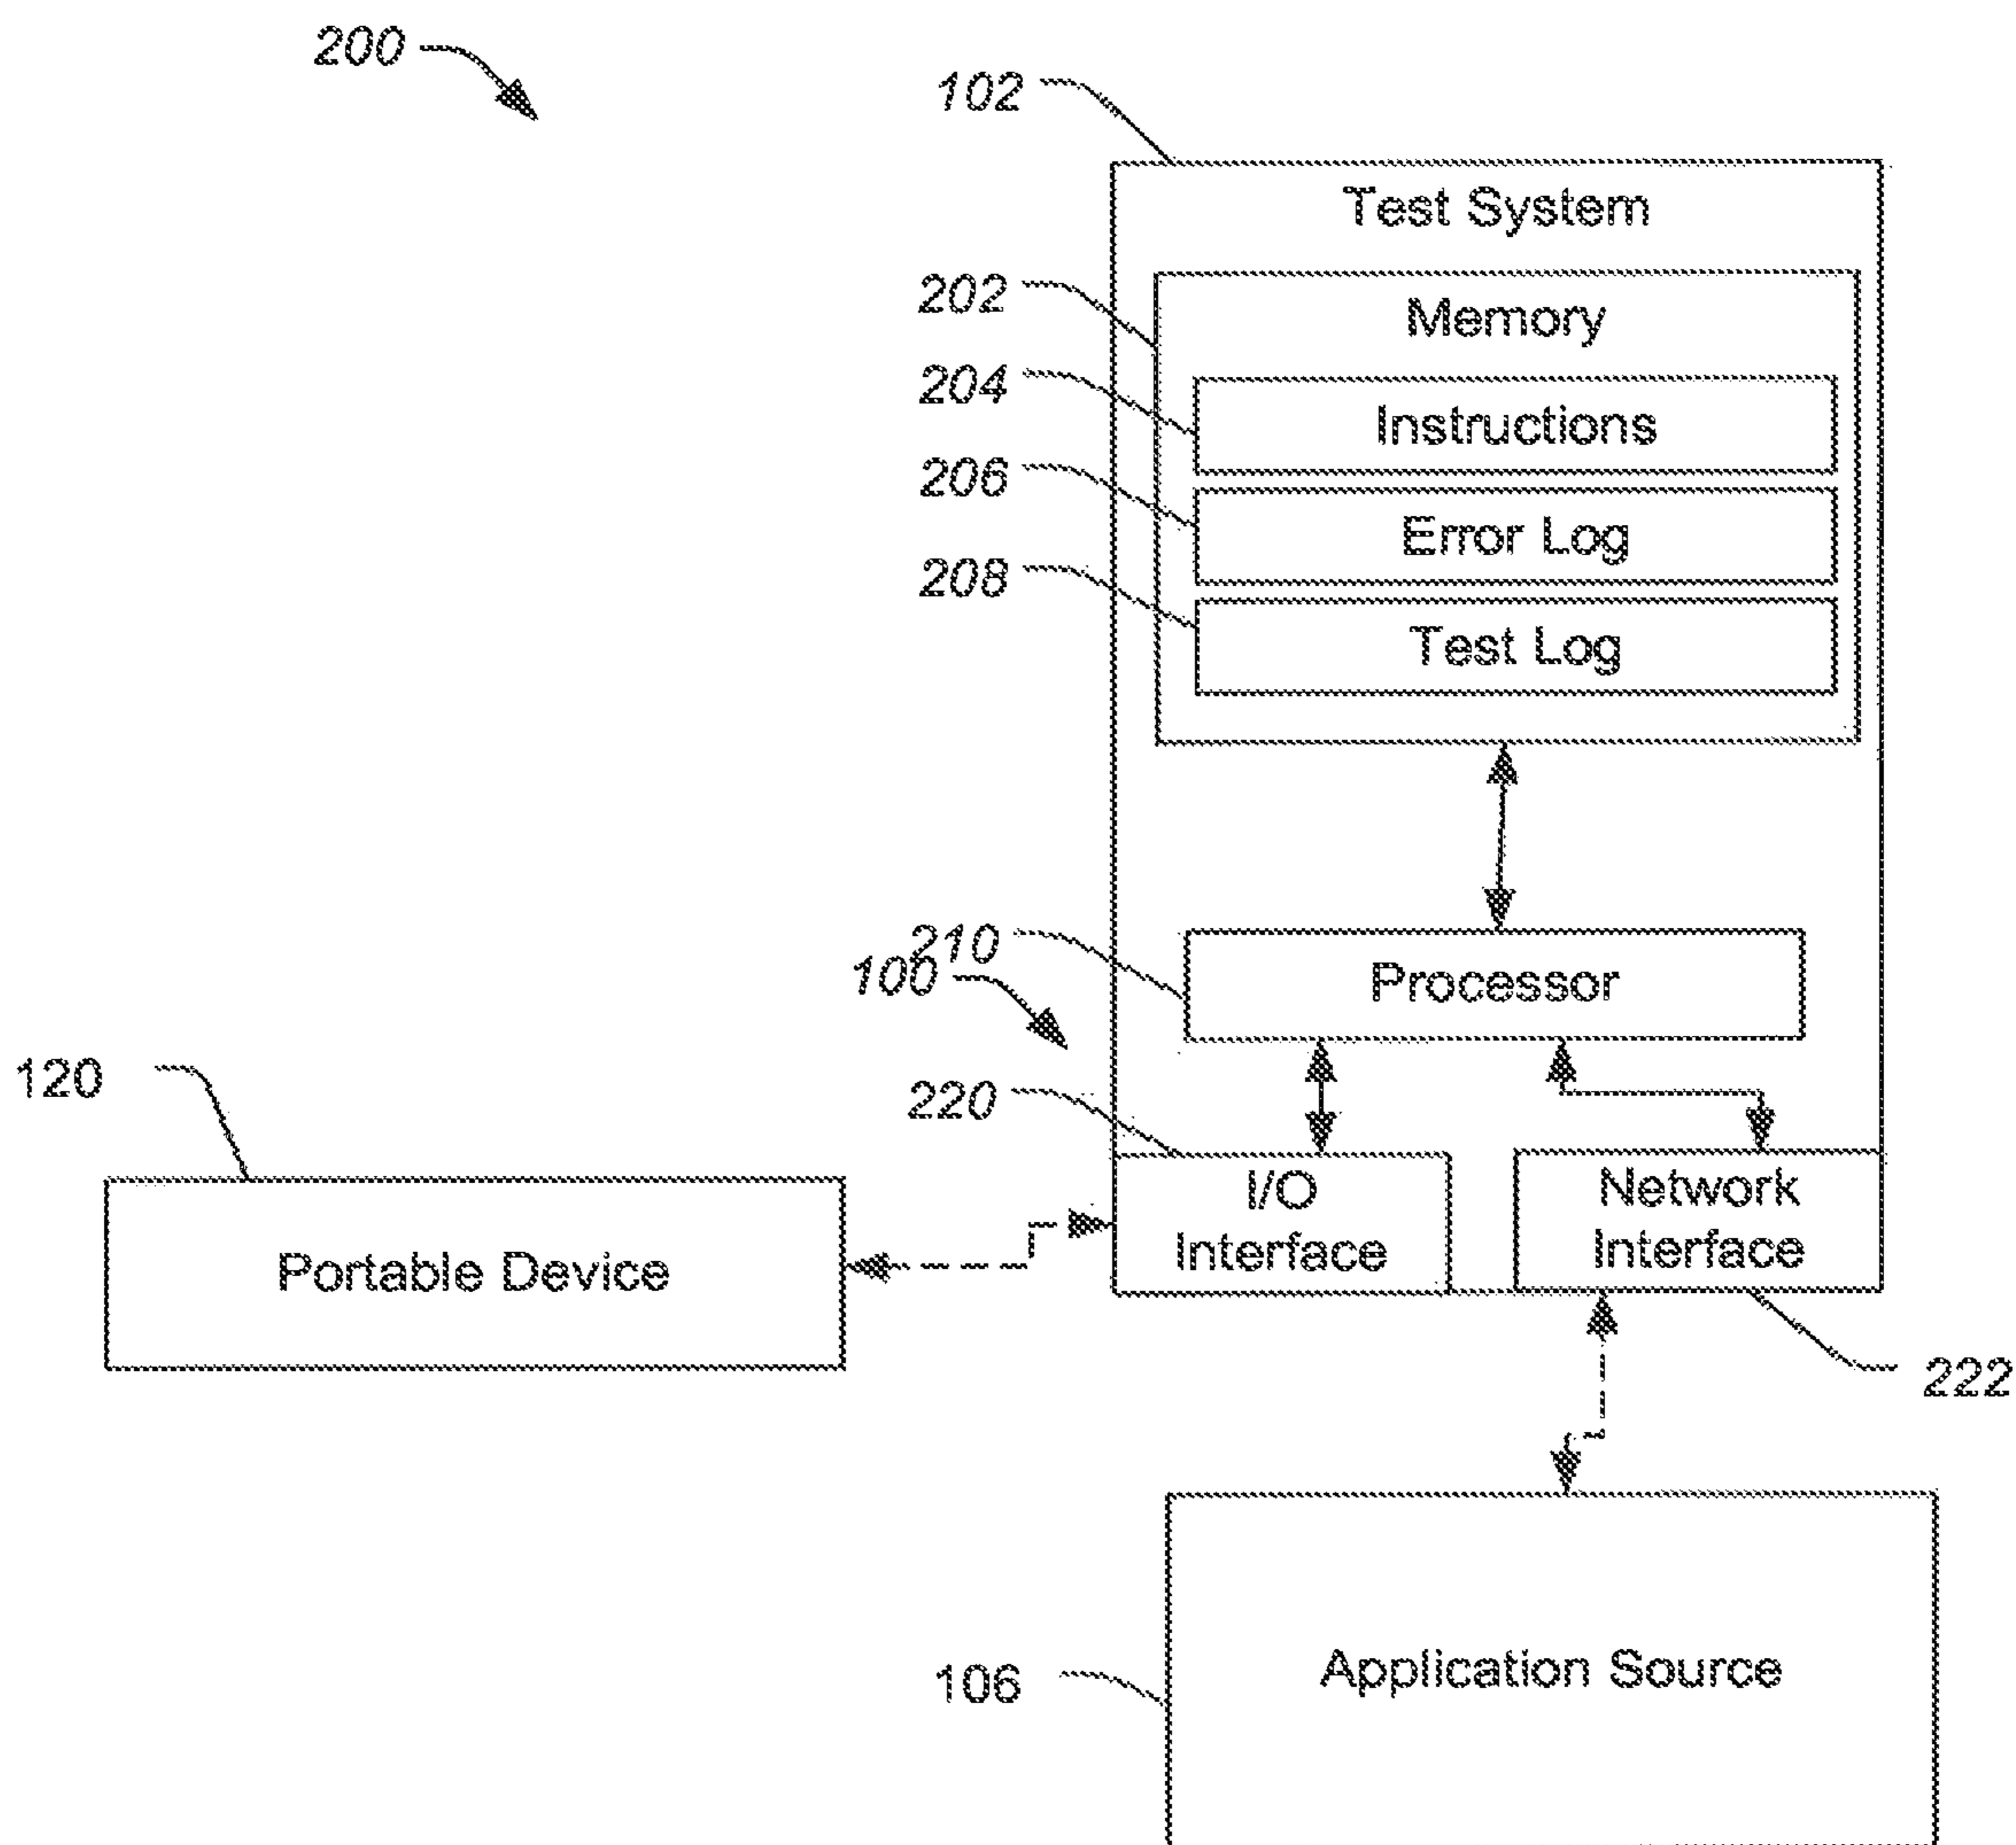 200
102
Test System
202
Memory
204
Instructions
206
Error Log
208
Test Log
210
Processor
100
120
220
I/O
Interface
Network
Interface
Portable Device
222
106
Application Source